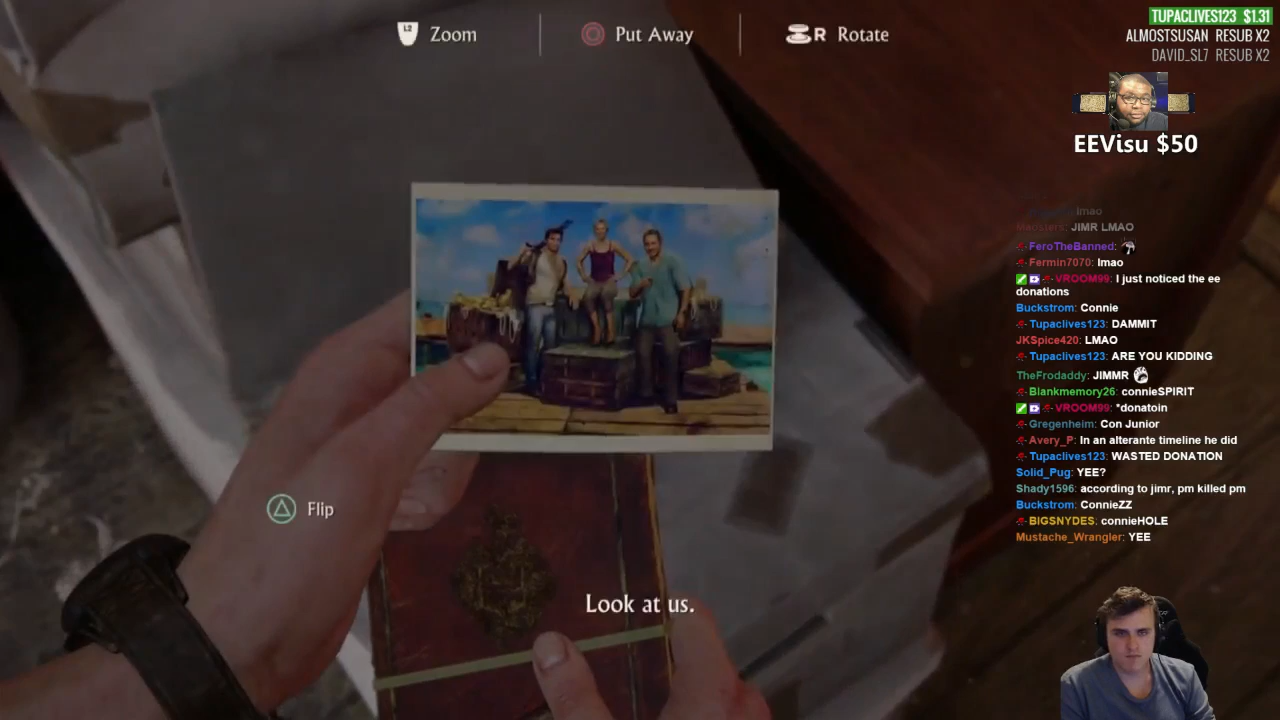 L2 Zoom
Put Away
R Rotate
TUPACLIVES123 $1.31
ALMOSTSUSAN RESUB X2
DAVID_SL7 RESUB X2
EEVisu $50
lmao
JIMR LMAO
FeroTheBanned:
Fermin7070: lmao
VROOM99: I just noticed the ee
donations
Buckstrom: Connie
Tupaclives123: DAMMIT
JKSpice420: LMAO
Tupaclives123: ARE YOU KIDDING
TheFrodaddy: JIMMR
Blankmemory26: connieSPIRIT
VROOM99: *donatoin
Gregenheim: Con Junior
Avery_P: In an alterante timeline he did
Tupaclives123: WASTED DONATION
Solid_Pug: YEE?
Shady1596: according to jimr, pm killed pm
Buckstrom: ConnieZZ
BIGSNYDES: connieHOLE
Mustache_Wrangler: YEE
Flip
Look at us.